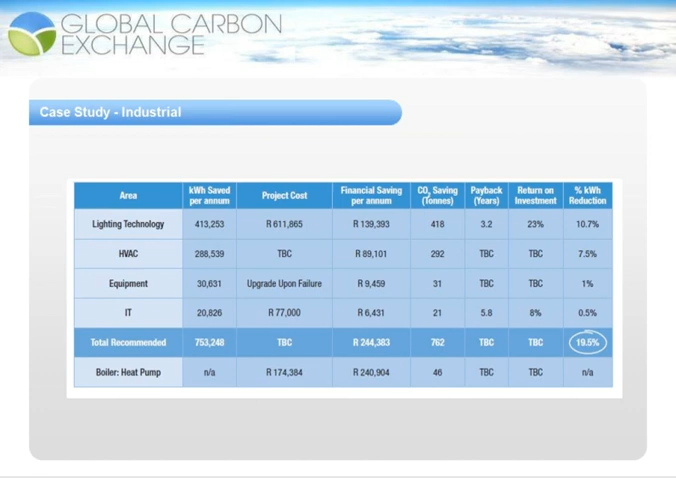 GLOBAL CARBON
EXCHANGE
Case Study - Industrial
Area kWh Saved per annum Project Cost Financial Saving per annum CO2 Saving (Tonnes) Payback (Years) Return on Investment % kWh Reduction
Lighting Technology 413,253 R 611,865 R 139,393 418 3.2 23% 10.7%
HVAC 288,539 TBC R 89,101 292 TBC TBC 7.5%
Equipment 30,631 Upgrade Upon Failure R 9,459 31 TBC TBC 1%
IT 20,826 R 77,000 R 6,431 21 5.8 8% 0.5%
Total Recommended 753,248 TBC R 244,383 762 TBC TBC 19.5%
Boiler: Heat Pump n/a R 174,384 R 240,904 46 TBC TBC n/a